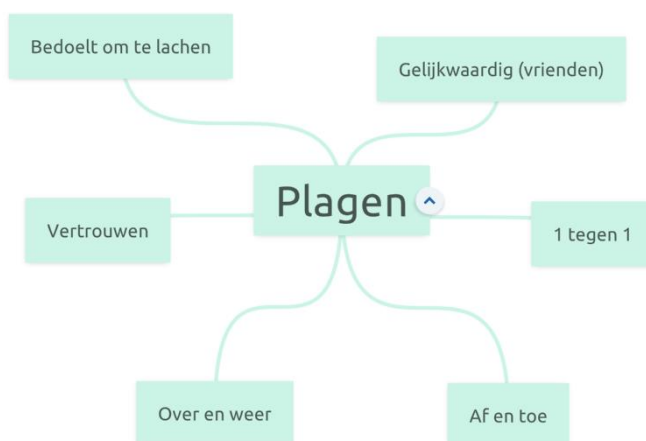 Bedoelt om te lachen
Gelijkwaardig (vrienden)
Plagen
Vertrouwen
1 tegen 1
Over en weer
Af en toe